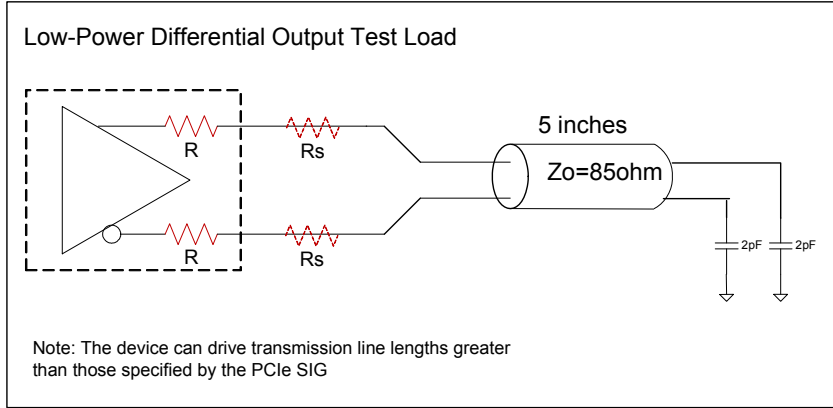 Low-Power Differential Output Test Load
R
Rs
5 inches
Zo=85ohm
R
Rs
2pF
2pF
Note: The device can drive transmission line lengths greater
than those specified by the PCIe SIG